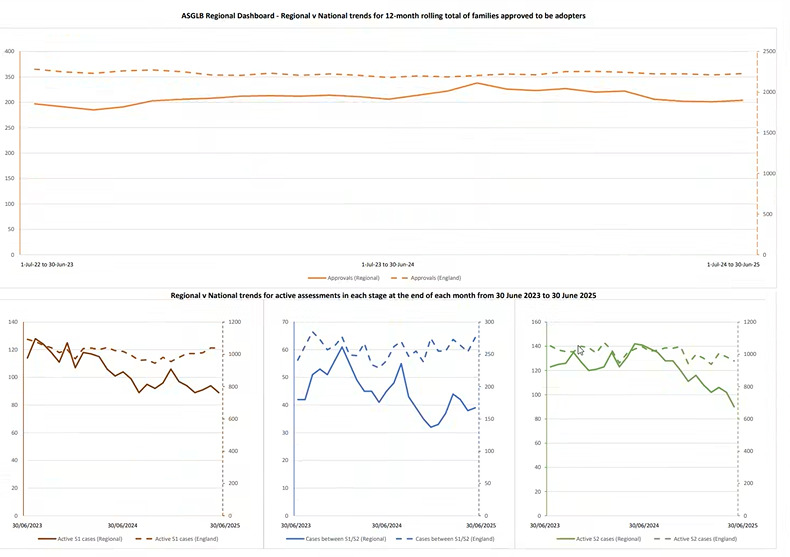 ASGLB Regional Dashboard - Regional v National trends for 12-month rolling total of families approved to be adopters
400 2500
350
300 2000
250 1500
200
150 1000
100
50 500
0 0
1-Jul-22 to 30-Jun-23 1-Jul-23 to 30-Jun-24 1-Jul-24 to 30-Jun-25
Approvals (Regional) Approvals (England)
Regional v National trends for active assessments in each stage at the end of each month from 30 June 2023 to 30 June 2025
140 1200 70 300 160 1200
120 1000 60 250 140 1000
100 800 50 200 120 800
80 600 40 150 100 600
60 400 30 100 80 400
40 200 20 50 60 200
20 0 10 0 40 0
0 0 20
0
30/06/2023 30/06/2024 30/06/2025 30/06/2023 30/06/2024 30/06/2025 30/06/2023 30/06/2024 30/06/2025
Active S1 cases (Regional) Active S1 cases (England) Cases between S1/S2 (Regional) Cases between S1/S2 (England) Active S2 cases (Regional) Active S2 cases (England)